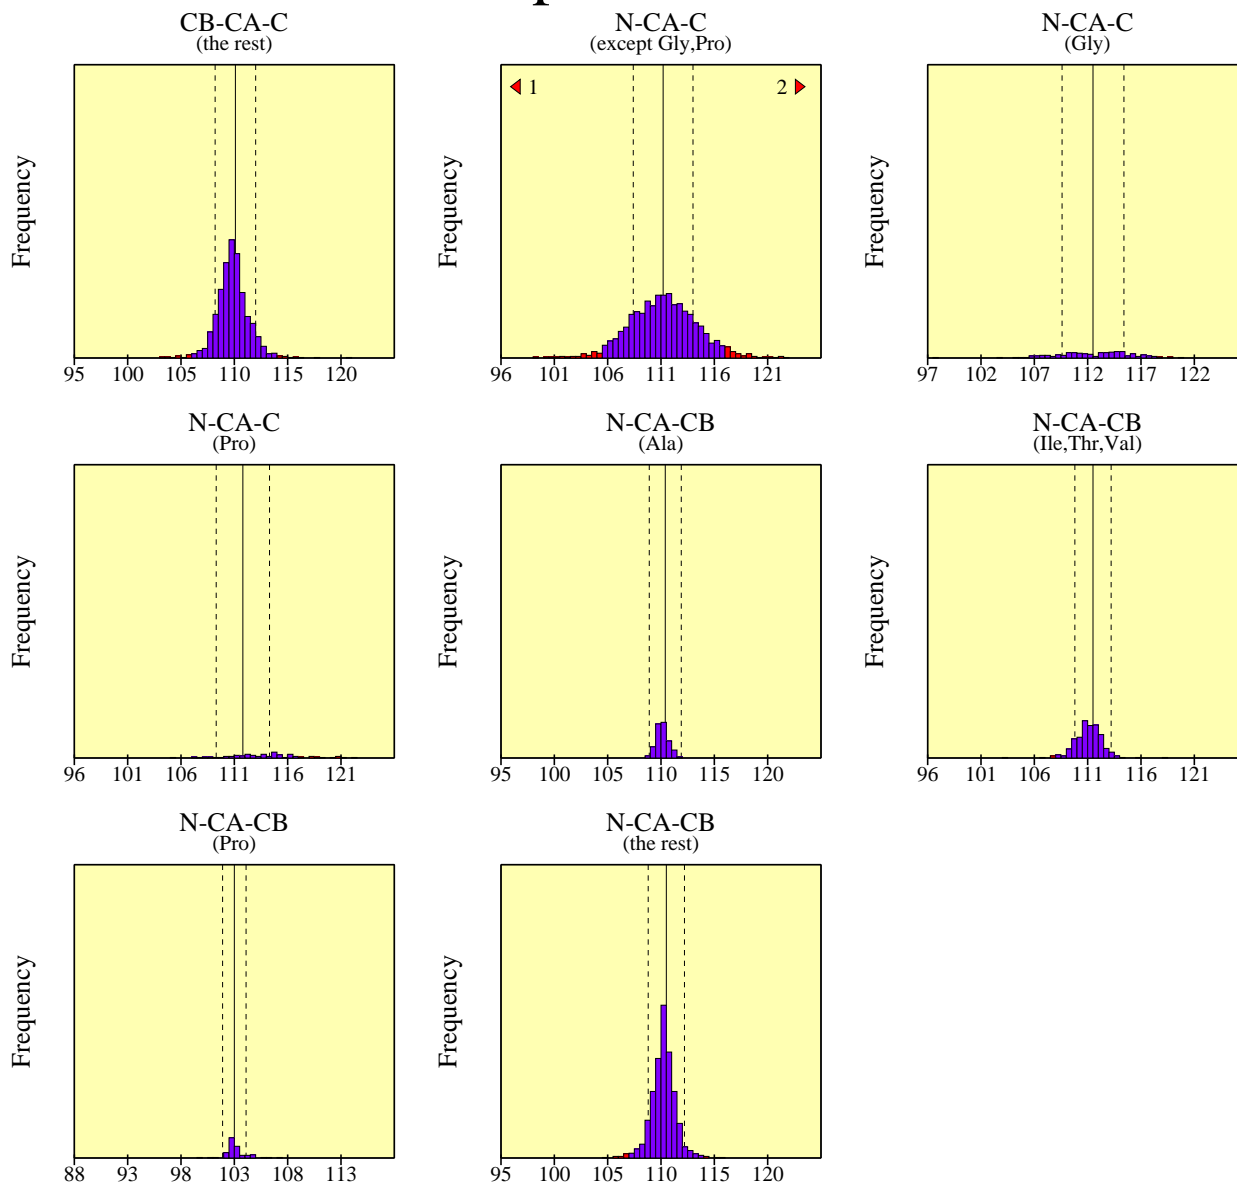 CB-CA-C
(the rest)
Frequency
95 100 105 110 115 120
N-CA-C
(except Gly,Pro)
1 2
Frequency
96 101 106 111 116 121
N-CA-C
(Gly)
Frequency
97 102 107 112 117 122
N-CA-C
(Pro)
Frequency
96 101 106 111 116 121
N-CA-CB
(Ala)
Frequency
95 100 105 110 115 120
N-CA-CB
(Ile,Thr,Val)
Frequency
96 101 106 111 116 121
N-CA-CB
(Pro)
Frequency
88 93 98 103 108 113
N-CA-CB
(the rest)
Frequency
95 100 105 110 115 120